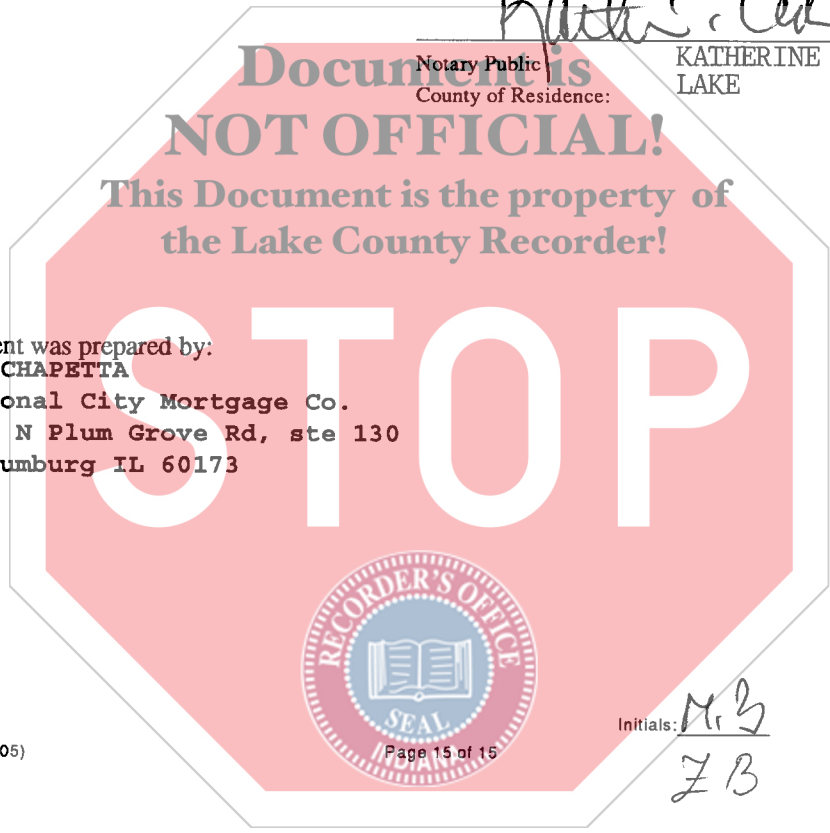 Document is
Notary Public
KATHERINE
County of Residence:
LAKE
NOT OFFICIAL!
This Document is the property of
the Lake County Recorder!
STOP
ent was prepared by:
CHAPETTA
onal City Mortgage Co.
N Plum Grove Rd, ste 130
umburg IL 60173
RECORDER'S OFFICE
SEAL
INDIANA
Initials: M.B
Z B
05)
Page 15 of 15